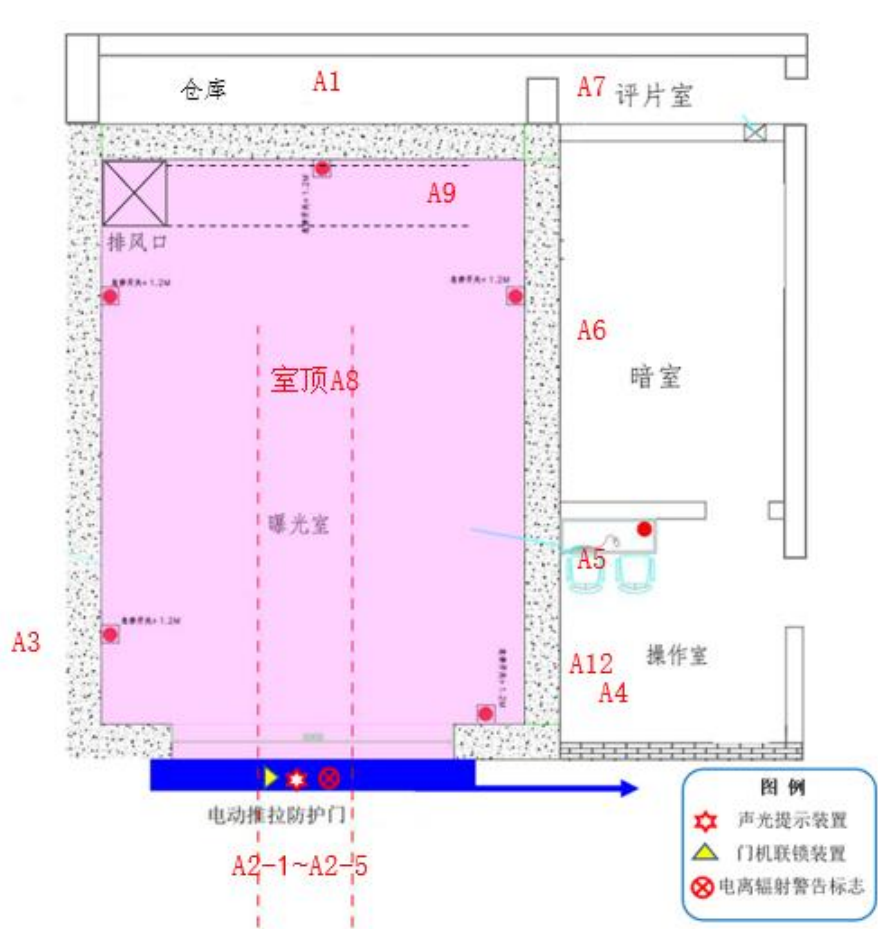 仓库
A1
A7
评片室
A9
排风口
A6
室顶A8
暗室
曝光室
A5
A3
A12
操作室
A4
电动推拉防护门
A2-1~A2-5
图 例
声光提示装置
门机联锁装置
电离辐射警告标志